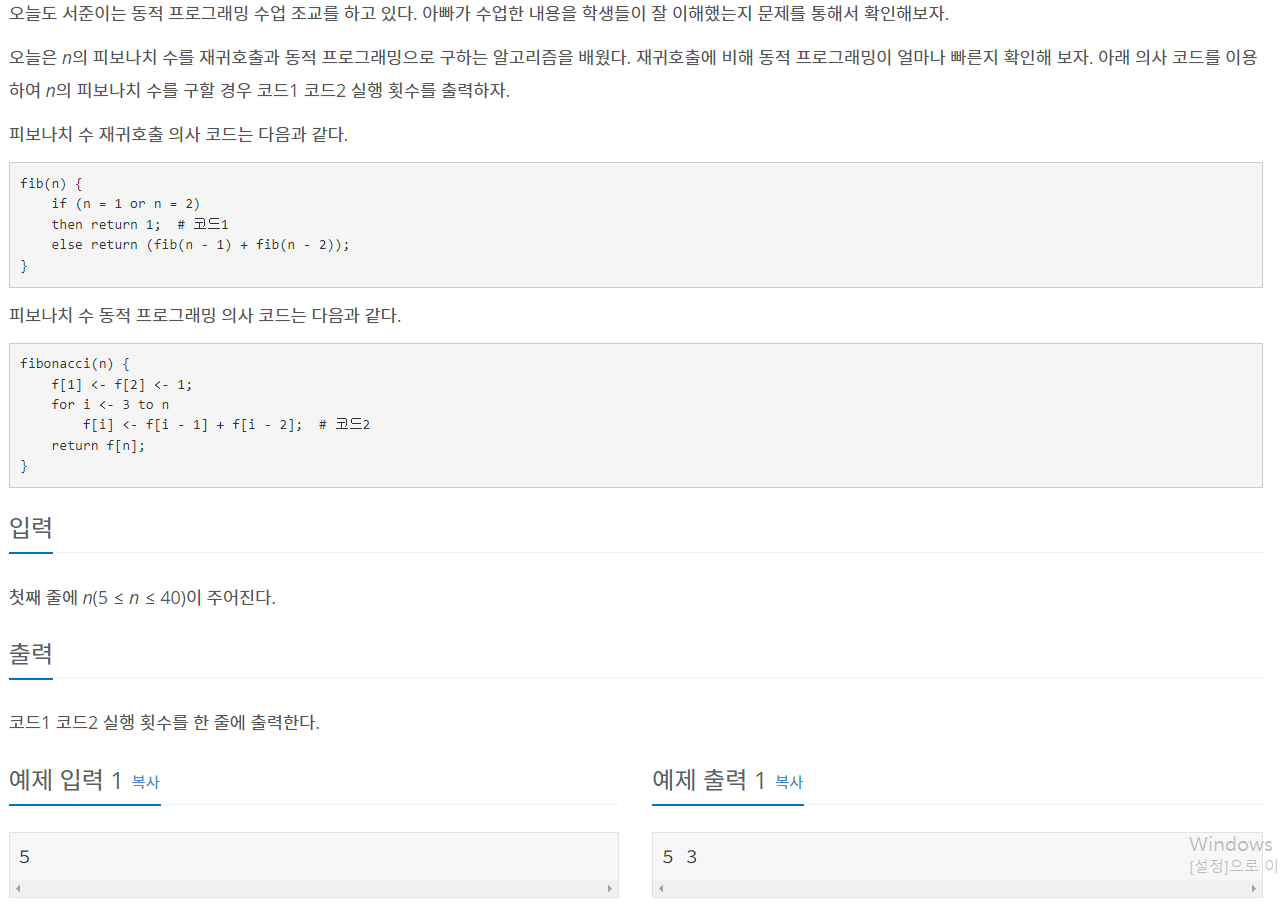 오늘도 서준이는 동적 프로그래밍 수업 조교를 하고 있다. 아빠가 수업한 내용을 학생들이 잘 이해했는지 문제를 통해서 확인해보자.
오늘은 n의 피보나치 수를 재귀호출과 동적 프로그래밍으로 구하는 알고리즘을 배웠다. 재귀호출에 비해 동적 프로그래밍이 얼마나 빠른지 확인해 보자. 아래 의사 코드를 이용
하여 n의 피보나치 수를 구할 경우 코드1 코드2 실행 횟수를 출력하자.
피보나치 수 재귀호출 의사 코드는 다음과 같다.
fib(n) {
    if (n = 1 or n = 2)
    then return 1;  # 코드1
    else return (fib(n - 1) + fib(n - 2));
}
피보나치 수 동적 프로그래밍 의사 코드는 다음과 같다.
fibonacci(n) {
    f[1] <- f[2] <- 1;
    for i <- 3 to n
        f[i] <- f[i - 1] + f[i - 2];  # 코드2
    return f[n];
}
입력
첫째 줄에 n(5 ≤ n ≤ 40)이 주어진다.
출력
코드1 코드2 실행 횟수를 한 줄에 출력한다.
예제 입력 1 복사
5
예제 출력 1 복사
5 3
Windows
[설정]으로 이